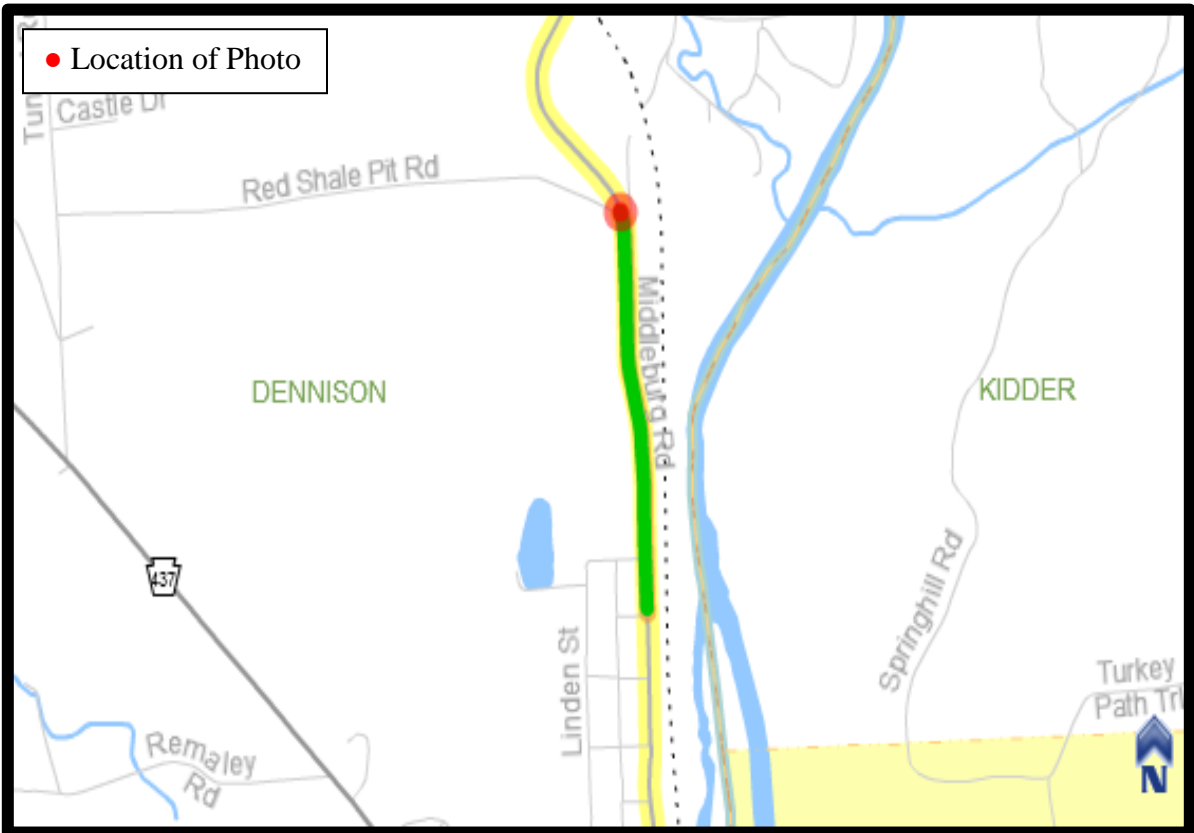 Location of Photo
Castle Dr
Red Shale Pit Rd
Middleburg Rd
DENNISON
KIDDER
437
Springhill Rd
Linden St
Turkey
Path Trl
Remaley
Rd
N